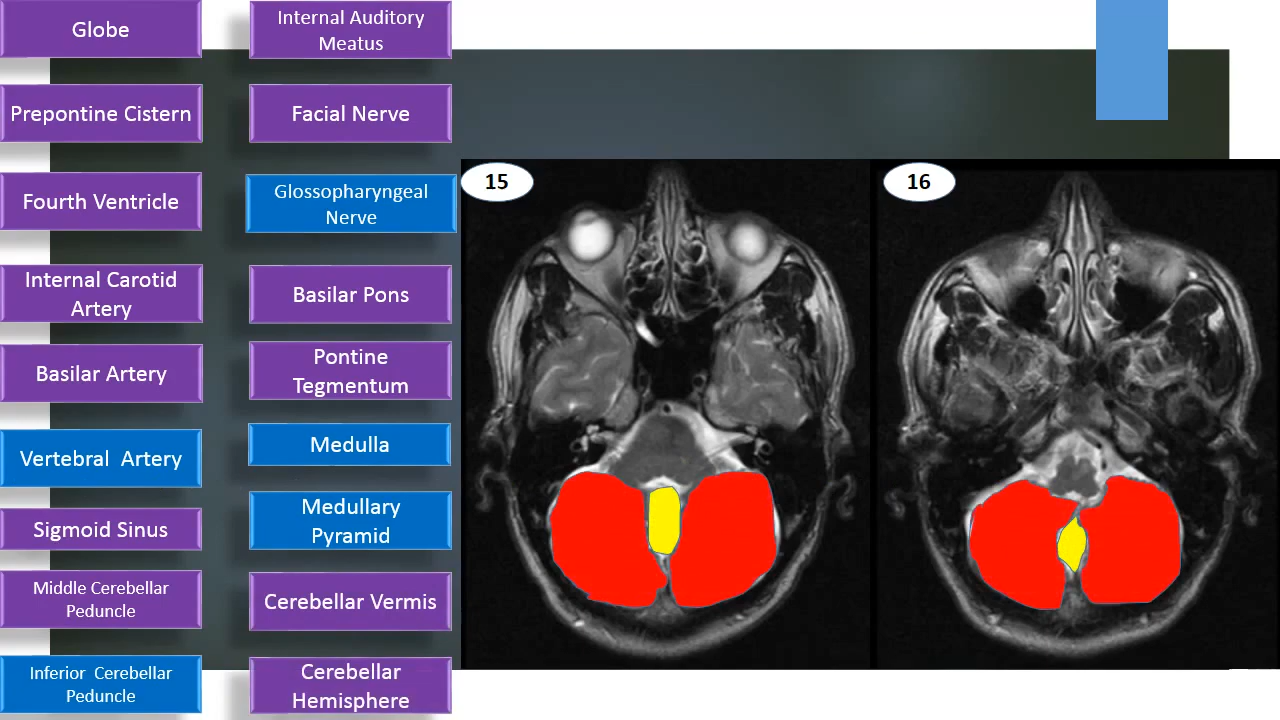 Globe
Internal Auditory
Meatus
Prepontine Cistern
Facial Nerve
Fourth Ventricle
Glossopharyngeal
Nerve
Internal Carotid
Artery
Basilar Pons
Basilar Artery
Pontine
Tegmentum
Vertebral Artery
Medulla
Sigmoid Sinus
Medullary
Pyramid
Middle Cerebellar
Peduncle
Cerebellar Vermis
Inferior Cerebellar
Peduncle
Cerebellar
Hemisphere
15
16